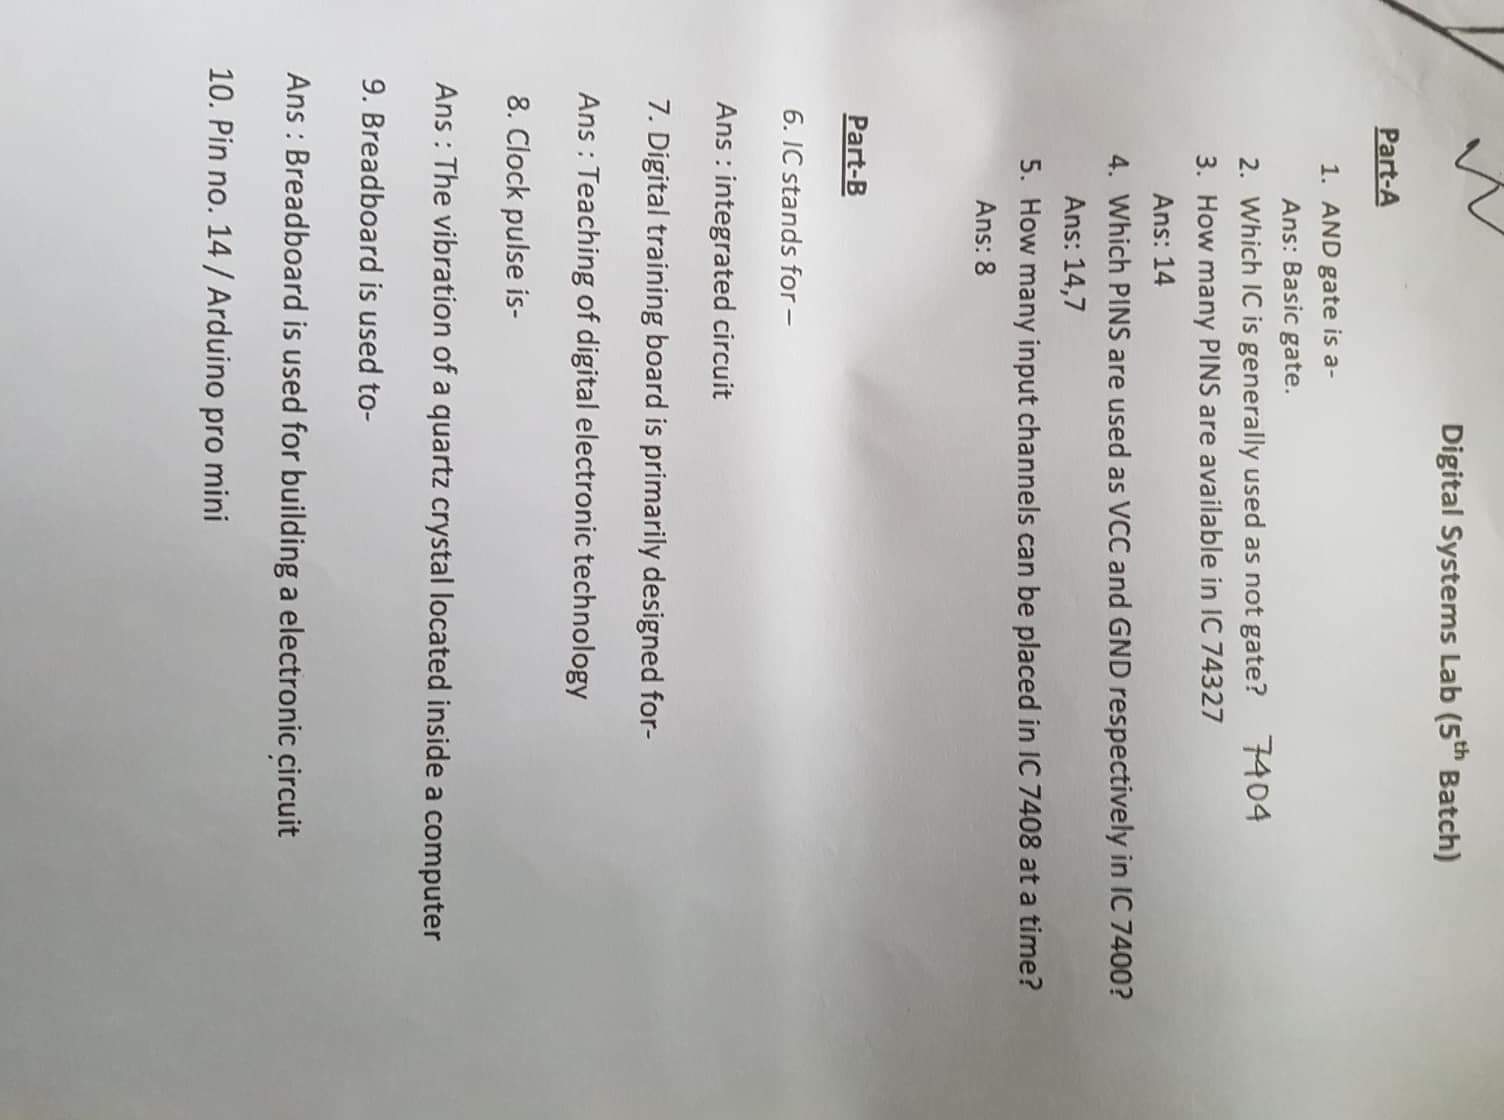 Digital Systems Lab (5th Batch)
Part-A
1. AND gate is a-
Ans: Basic gate.
2. Which IC is generally used as not gate? 7404
3. How many PINS are available in IC 74327
Ans: 14
4. Which PINS are used as VCC and GND respectively in IC 7400?
Ans: 14,7
5. How many input channels can be placed in IC 7408 at a time?
Ans: 8
Part-B
6. IC stands for –
Ans : integrated circuit
7. Digital training board is primarily designed for-
Ans : Teaching of digital electronic technology
8. Clock pulse is-
Ans : The vibration of a quartz crystal located inside a computer
9. Breadboard is used to-
Ans : Breadboard is used for building a electronic circuit
10. Pin no. 14 / Arduino pro mini